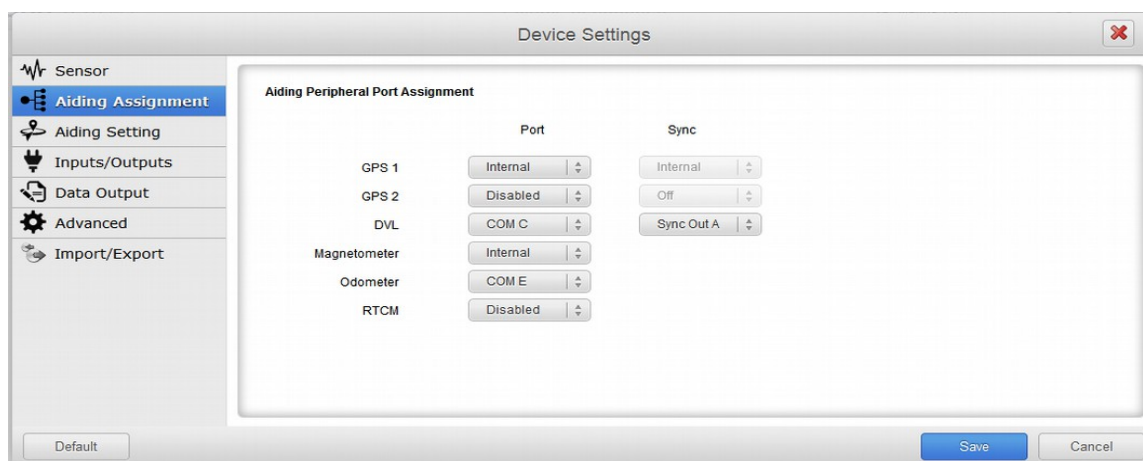 Device Settings
Sensor
Aiding Assignment
Aiding Setting
Inputs/Outputs
Data Output
Advanced
Import/Export
Aiding Peripheral Port Assignment
Port Sync
GPS 1 Internal Internal
GPS 2 Disabled Off
DVL COM C Sync Out A
Magnetometer Internal
Odometer COM E
RTCM Disabled
Default Save Cancel